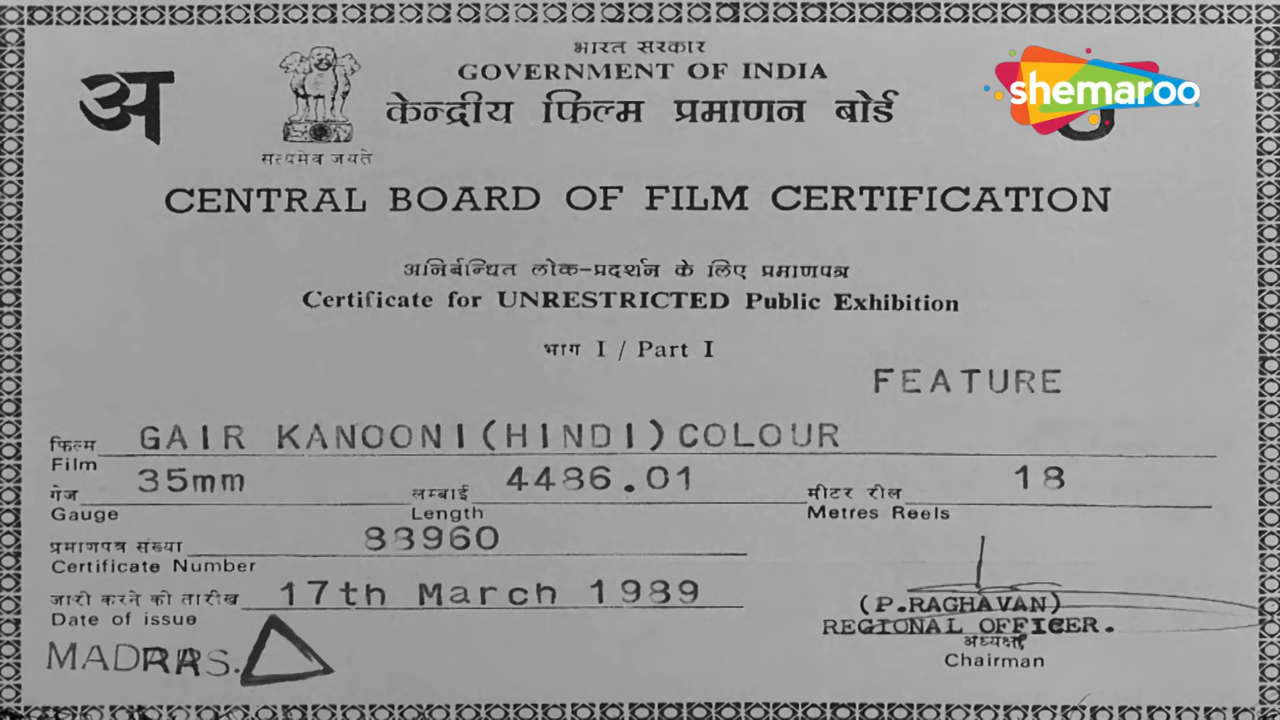 भारत सरकार
GOVERNMENT OF INDIA
अ
केन्द्रीय फिल्म प्रमाणन बोर्ड
shemaroo
सत्यमेव जयते
CENTRAL BOARD OF FILM CERTIFICATION
अनिर्बन्धित लोक-प्रदर्शन के लिए प्रमाणपत्र
Certificate for UNRESTRICTED Public Exhibition
भाग I / Part I
FEATURE
फिल्म GAIR KANOONI(HINDI)COLOUR
Film
गेज 35mm लम्बाई 4486.01 मीटर रील 18
Gauge Length Metres Reels
प्रमाणपत्र संख्या 83960
Certificate Number
जारी करने की तारीख 17th March 1989
Date of issue
(P.RAGHAVAN)
REGIONAL OFFICER.
अध्यक्ष
Chairman
MADRAS.